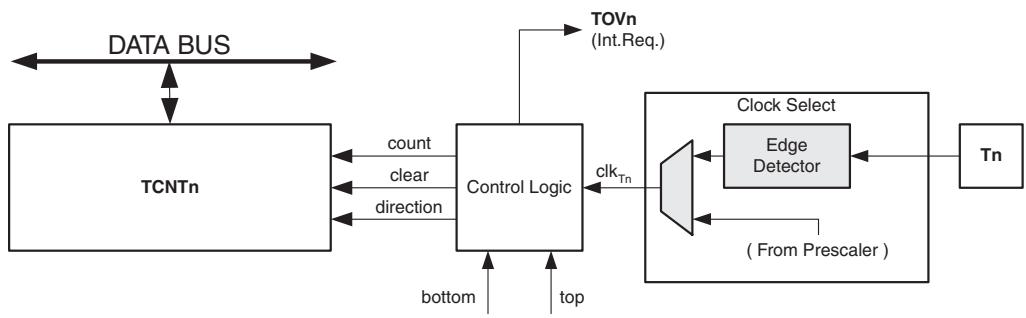 TOVn
(Int.Req.)
DATA BUS
Clock Select
count
Edge
Detector
Tn
TCNTn
clear
Control Logic
clkTn
direction
( From Prescaler )
bottom
top